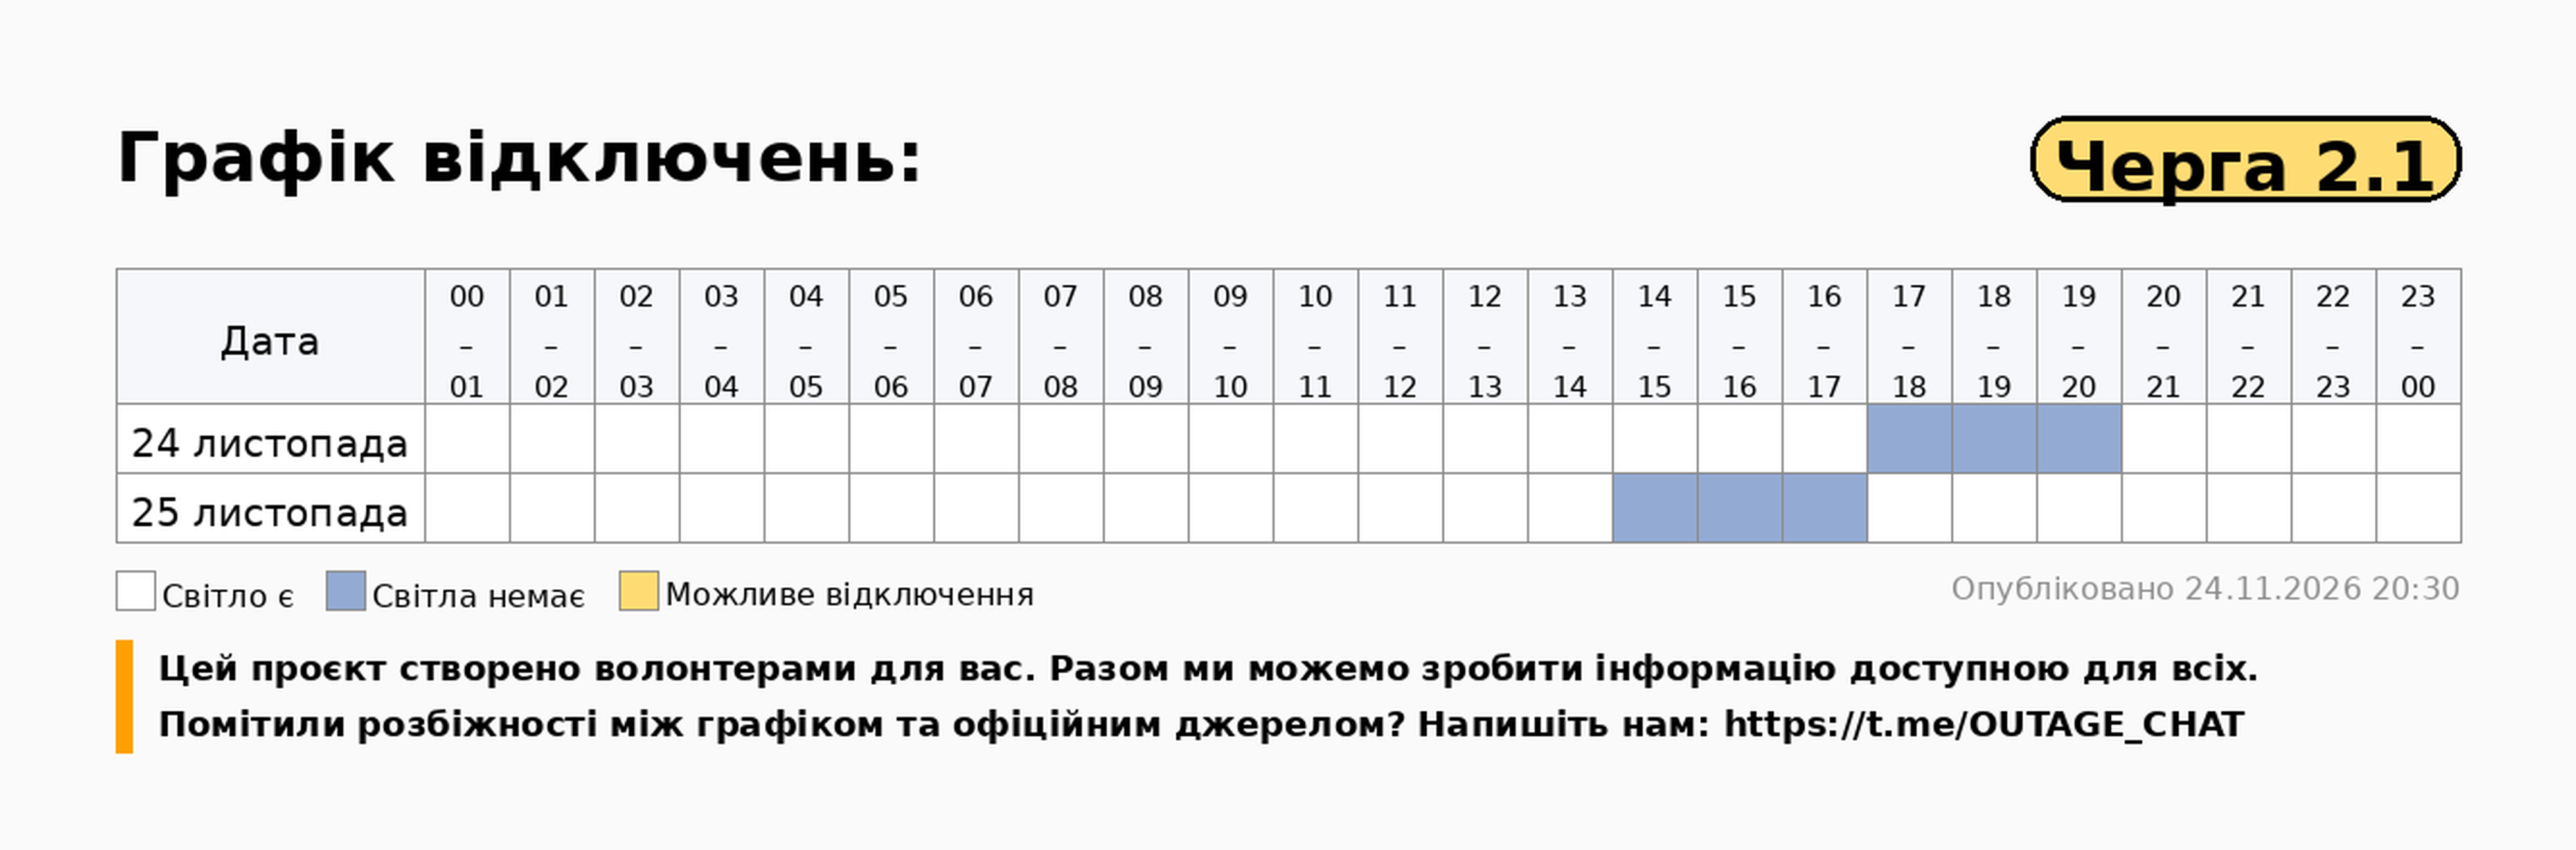 Графік відключень:
Черга 2.1
Дата 00 – 01 01 – 02 02 – 03 03 – 04 04 – 05 05 – 06 06 – 07 07 – 08 08 – 09 09 – 10 10 – 11 11 – 12 12 – 13 13 – 14 14 – 15 15 – 16 16 – 17 17 – 18 18 – 19 19 – 20 20 – 21 21 – 22 22 – 23 23 – 00
24 листопада
25 листопада
Світло є Світла немає Можливе відключення
Опубліковано 24.11.2026 20:30
Цей проєкт створено волонтерами для вас. Разом ми можемо зробити інформацію доступною для всіх.
Помітили розбіжності між графіком та офіційним джерелом? Напишіть нам: https://t.me/OUTAGE_CHAT